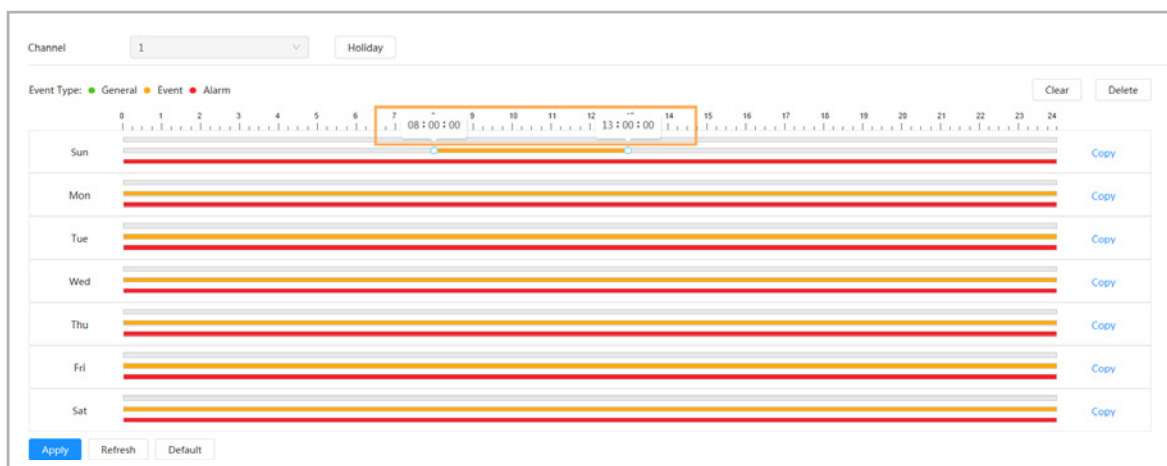 Channel 1 Holiday
Event Type: General Event Alarm Clear Delete
0 1 2 3 4 5 6 7 9 10 11 12 14 15 16 17 18 19 20 21 22 23 24
08:00:00 13:00:00
Sun Copy
Mon Copy
Tue Copy
Wed Copy
Thu Copy
Fri Copy
Sat Copy
Apply Refresh Default